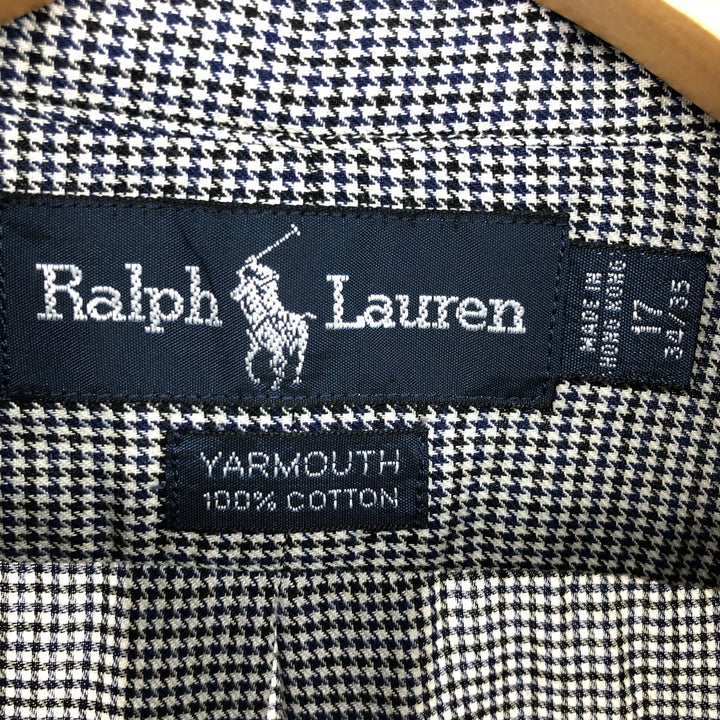 Ralph Lauren
YARMOUTH
100% COTTON
MADE IN
HONG KONG
17
34/35